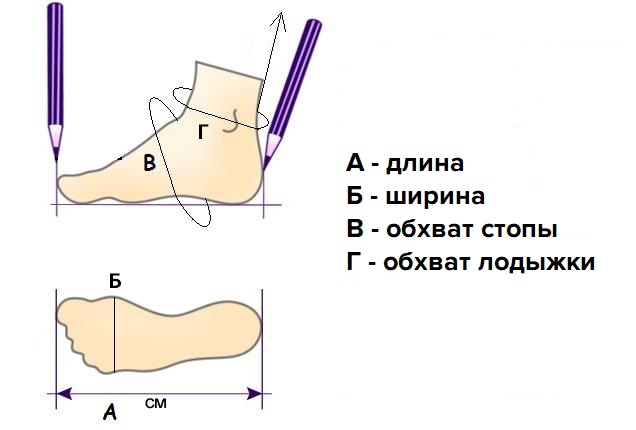 Г
В
А - длина
Б - ширина
В - обхват стопы
Г - обхват лодыжки
Б
А
см